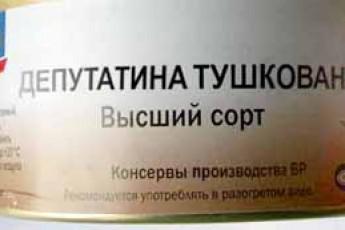 ДЕПУТАТИНА ТУШКОВАН
Высший сорт
Консервы производства БР
Рекомендуется употреблять в разогретом виде.